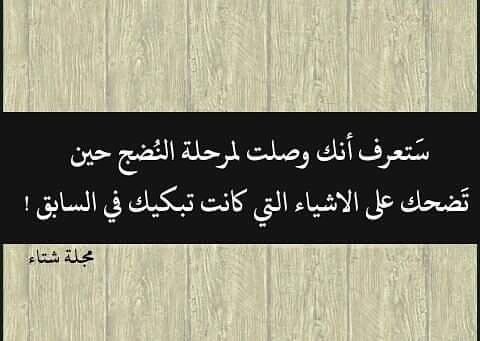 سَتعرف أنك وصلت لمرحلة النُضج حين
تَضحك على الاشياء التي كانت تبكيك في السابق !
مجلة شتاء